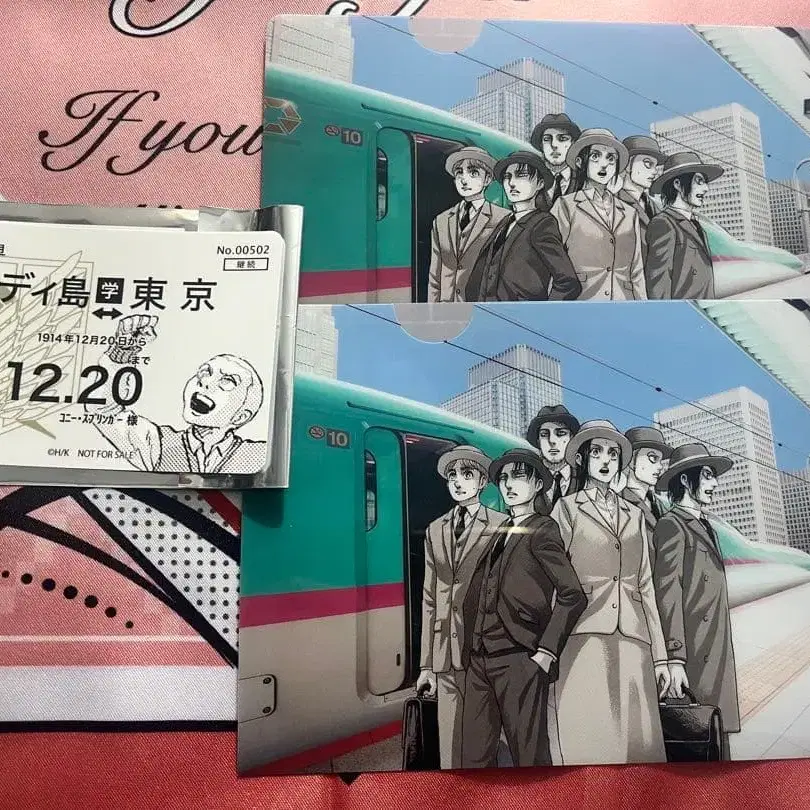 If you
No.00502
継続
ディ島 学 東京
1914年12月20日から
12.20 まで
コニー・スプリンガー 様
©H/K NOT FOR SALE
10
10